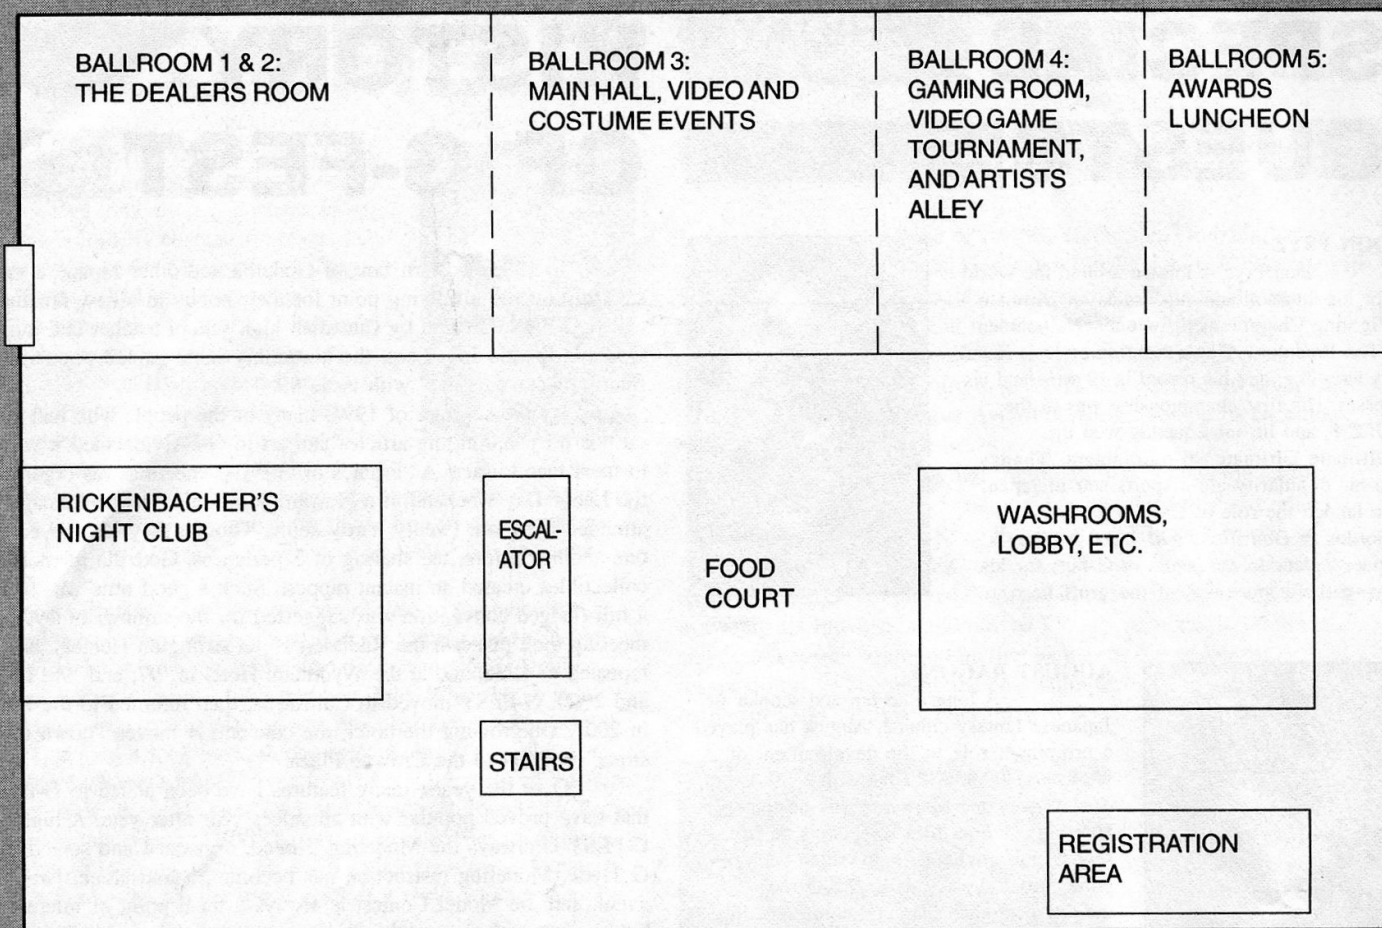 BALLROOM 1 & 2:
THE DEALERS ROOM
BALLROOM 3:
MAIN HALL, VIDEO AND
COSTUME EVENTS
BALLROOM 4:
GAMING ROOM,
VIDEO GAME
TOURNAMENT,
AND ARTISTS
ALLEY
BALLROOM 5:
AWARDS
LUNCHEON
RICKENBACHER'S
NIGHT CLUB
ESCAL-
ATOR
FOOD
COURT
WASHROOMS,
LOBBY, ETC.
STAIRS
REGISTRATION
AREA